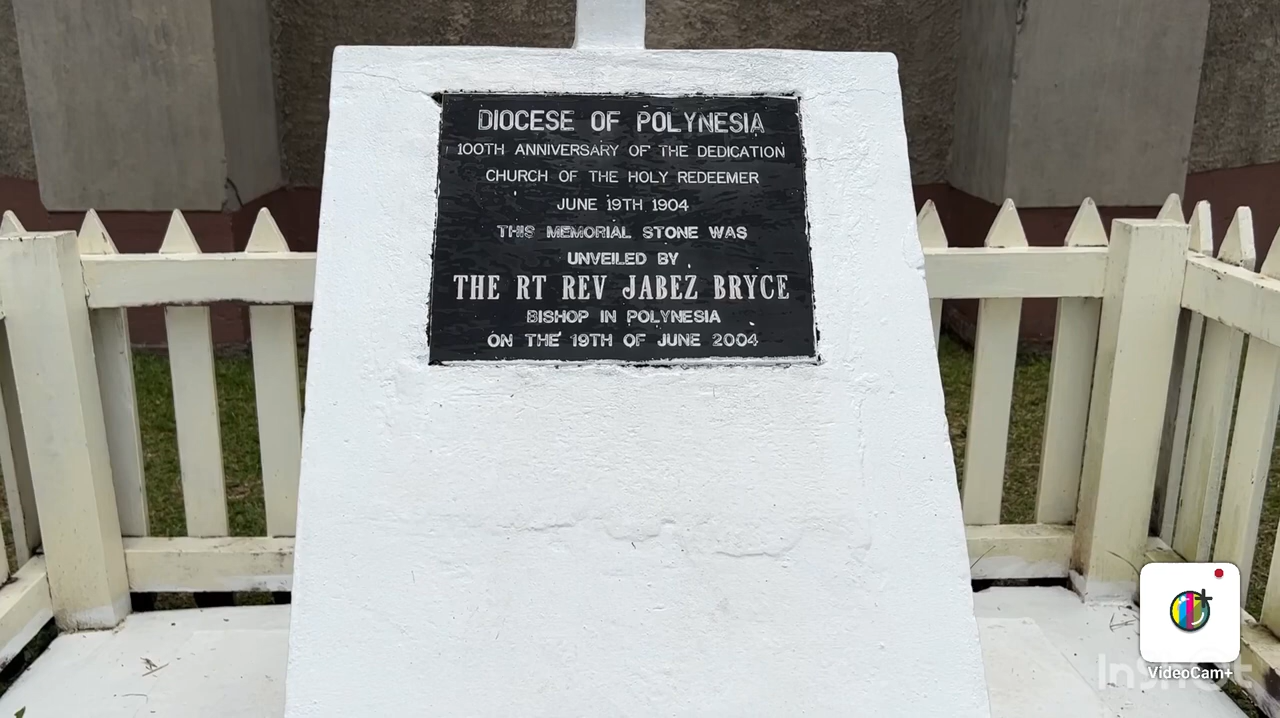 DIOCESE OF POLYNESIA
100TH ANNIVERSARY OF THE DEDICATION
CHURCH OF THE HOLY REDEEMER
JUNE 19TH 1904
THIS MEMORIAL STONE WAS
UNVEILED BY
THE RT REV JABEZ BRYCE
BISHOP IN POLYNESIA
ON THE 19TH OF JUNE 2004
VideoCam+